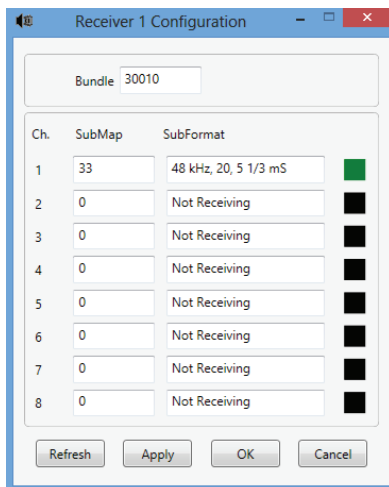 Receiver 1 Configuration
Bundle 30010
Ch. SubMap SubFormat
1 33 48 kHz, 20, 5 1/3 mS
2 0 Not Receiving
3 0 Not Receiving
4 0 Not Receiving
5 0 Not Receiving
6 0 Not Receiving
7 0 Not Receiving
8 0 Not Receiving
Refresh Apply OK Cancel